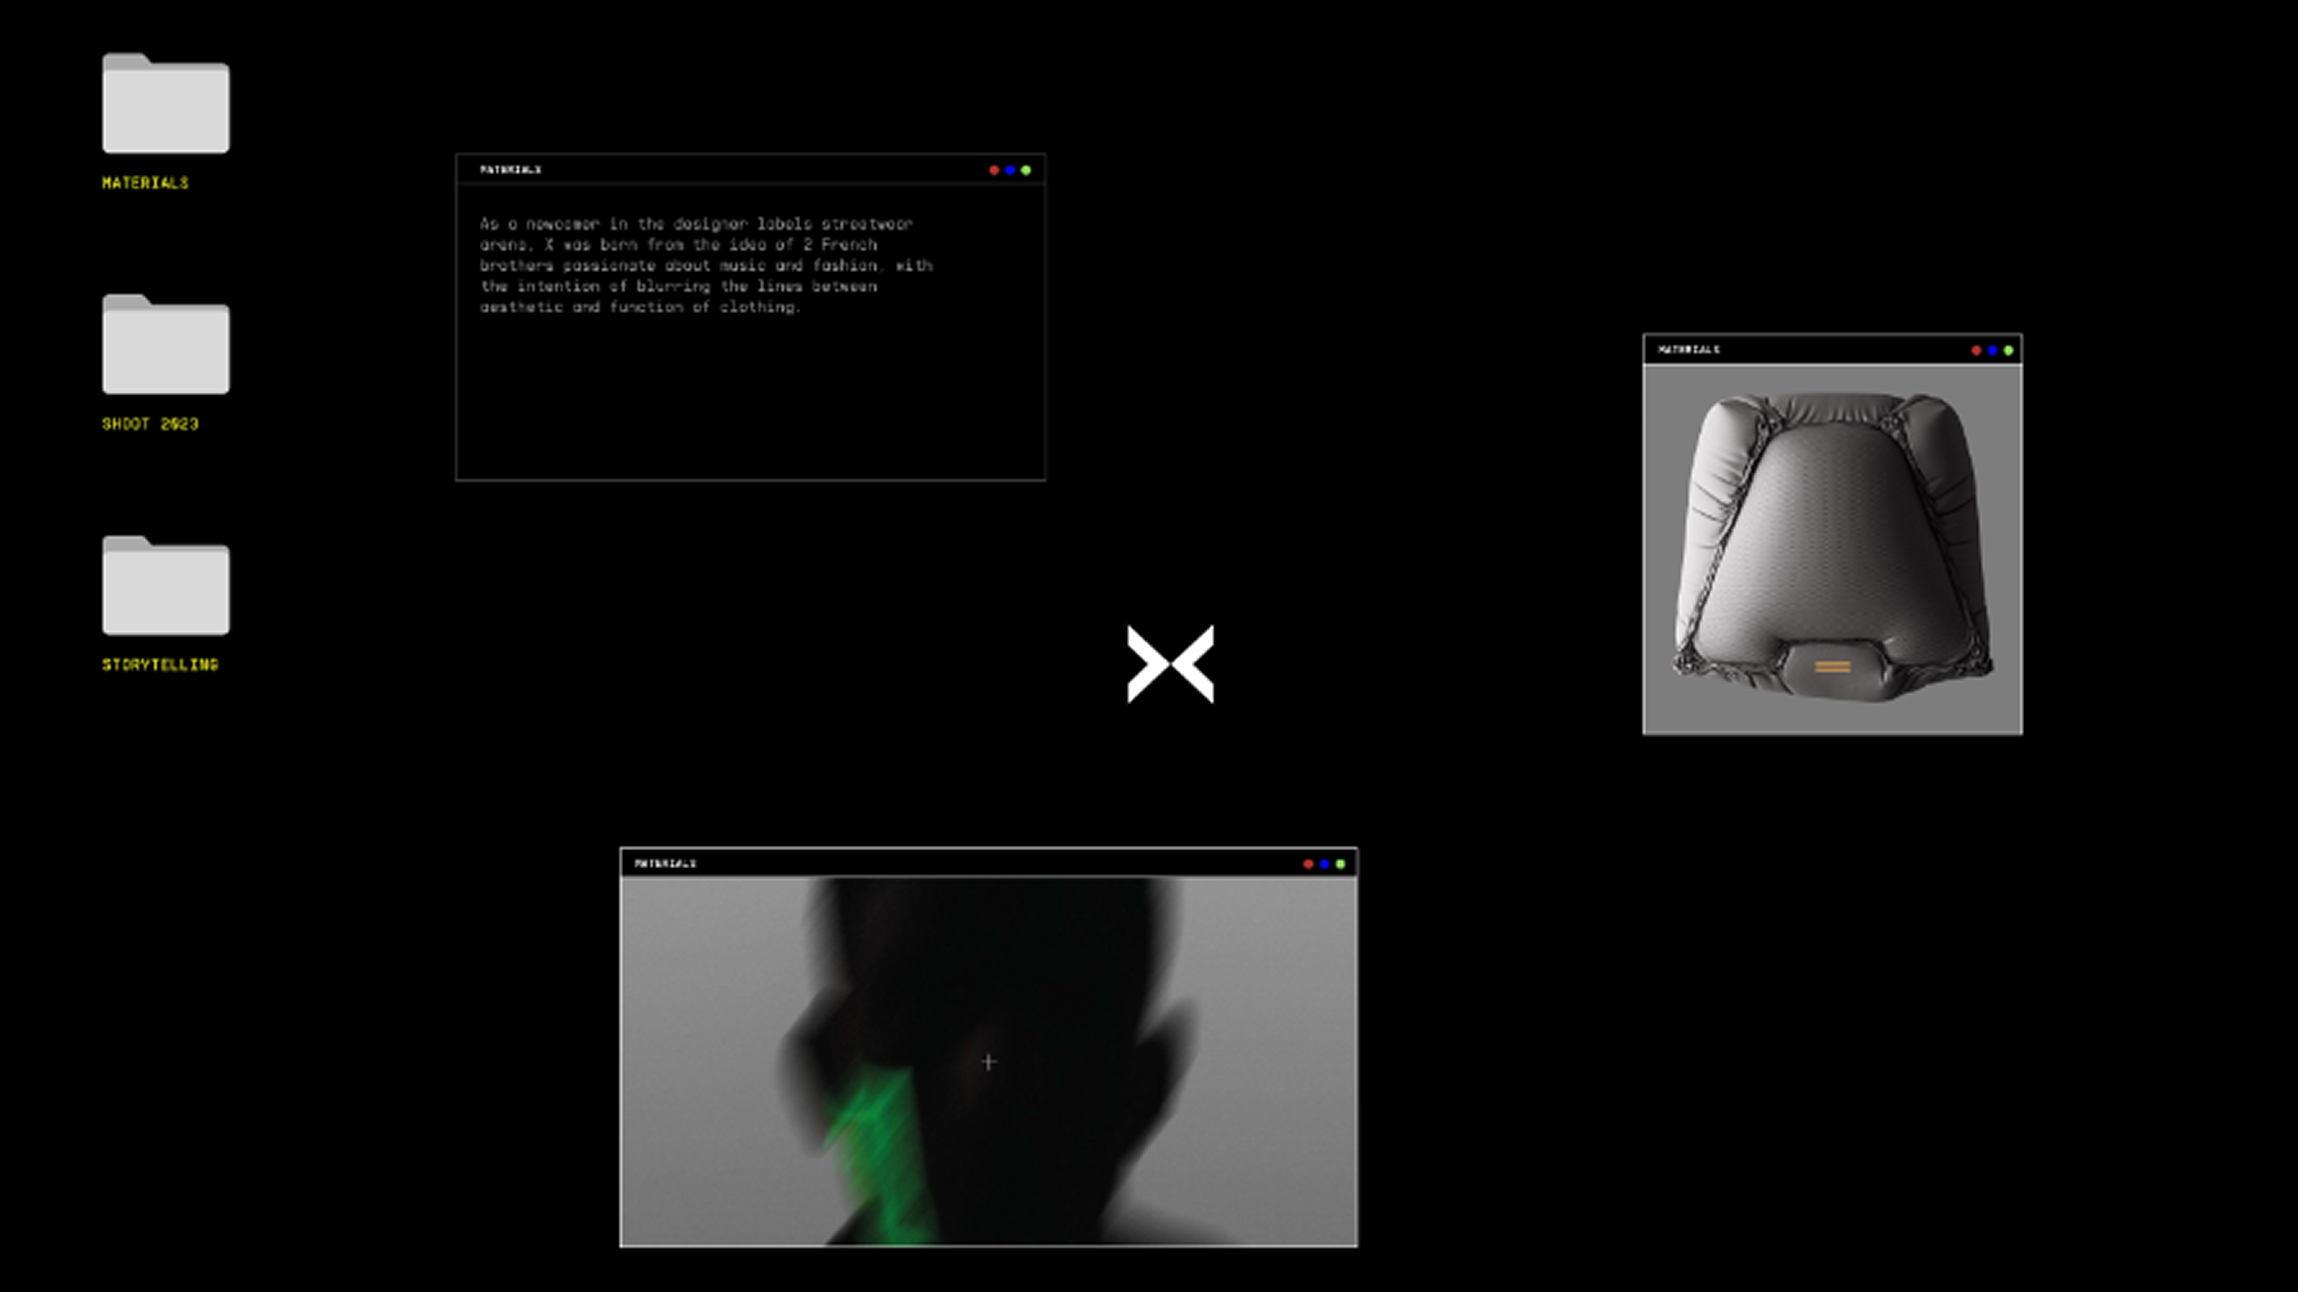 MATERIALS
SHOOT 2023
STORYTELLING
MATERIALS
As a newcomer in the designer labels streetwear
arena, X was born from the idea of 2 French
brothers passionate about music and fashion, with
the intention of blurring the lines between
aesthetic and function of clothing.
MATERIALS
MATERIALS